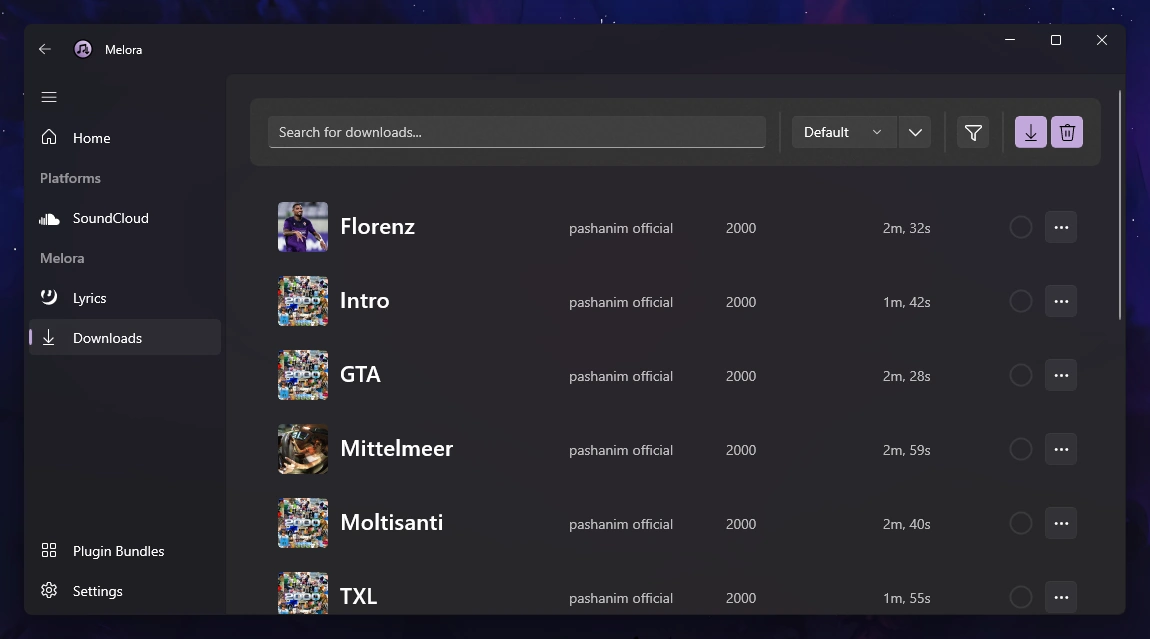 Melora
Home
Platforms
SoundCloud
Melora
Lyrics
Downloads
Plugin Bundles
Settings
Search for downloads...
Default
Florenz pashanim official 2000 2m, 32s
Intro pashanim official 2000 1m, 42s
GTA pashanim official 2000 2m, 28s
Mittelmeer pashanim official 2000 2m, 59s
Moltisanti pashanim official 2000 2m, 40s
TXL pashanim official 2000 1m, 55s